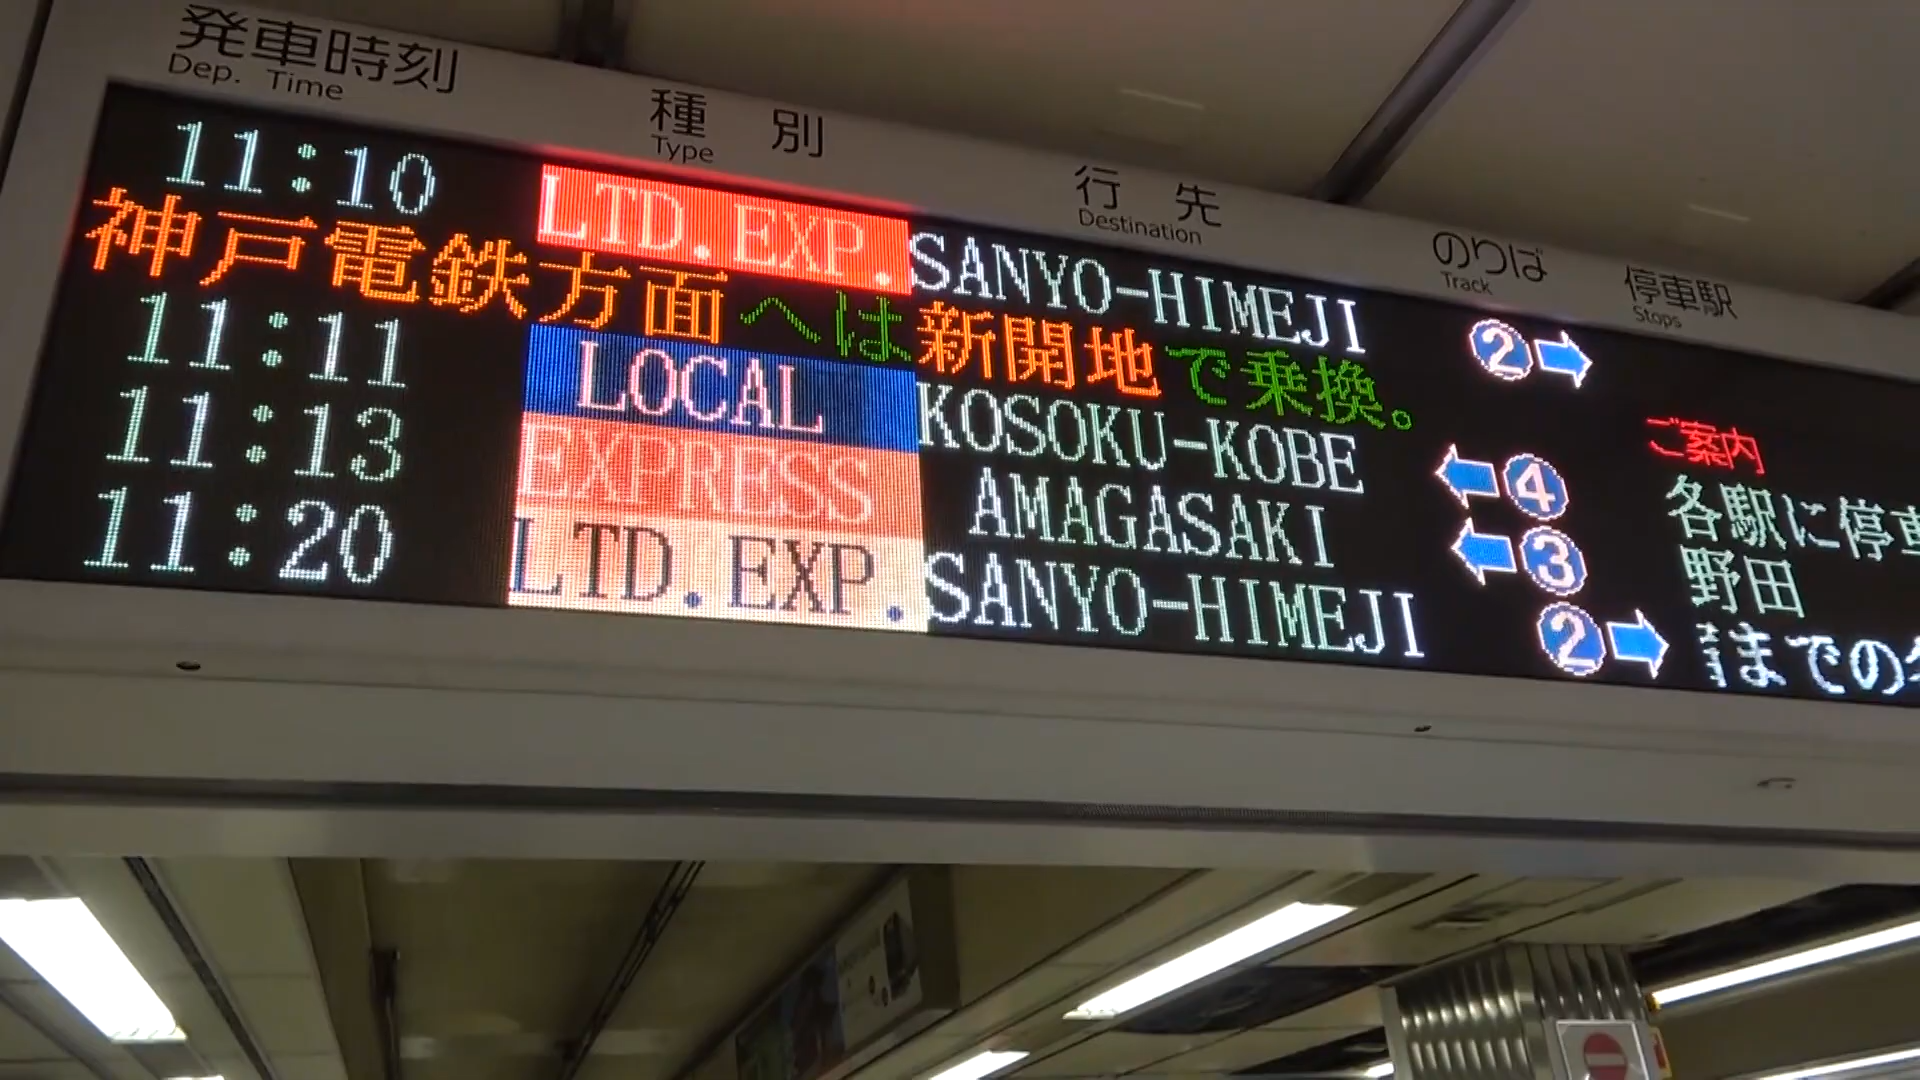 発車時刻 種別 行先 のりば 停車駅
Dep. Time Type Destination Track Stops
11:10 LTD.EXP. SANYO-HIMEJI 2
神戸電鉄方面へは新開地で乗換。
11:11 LOCAL KOSOKU-KOBE 4 ご案内
11:13 EXPRESS AMAGASAKI 3 各駅に停車
野田
11:20 LTD.EXP. SANYO-HIMEJI 2 までの